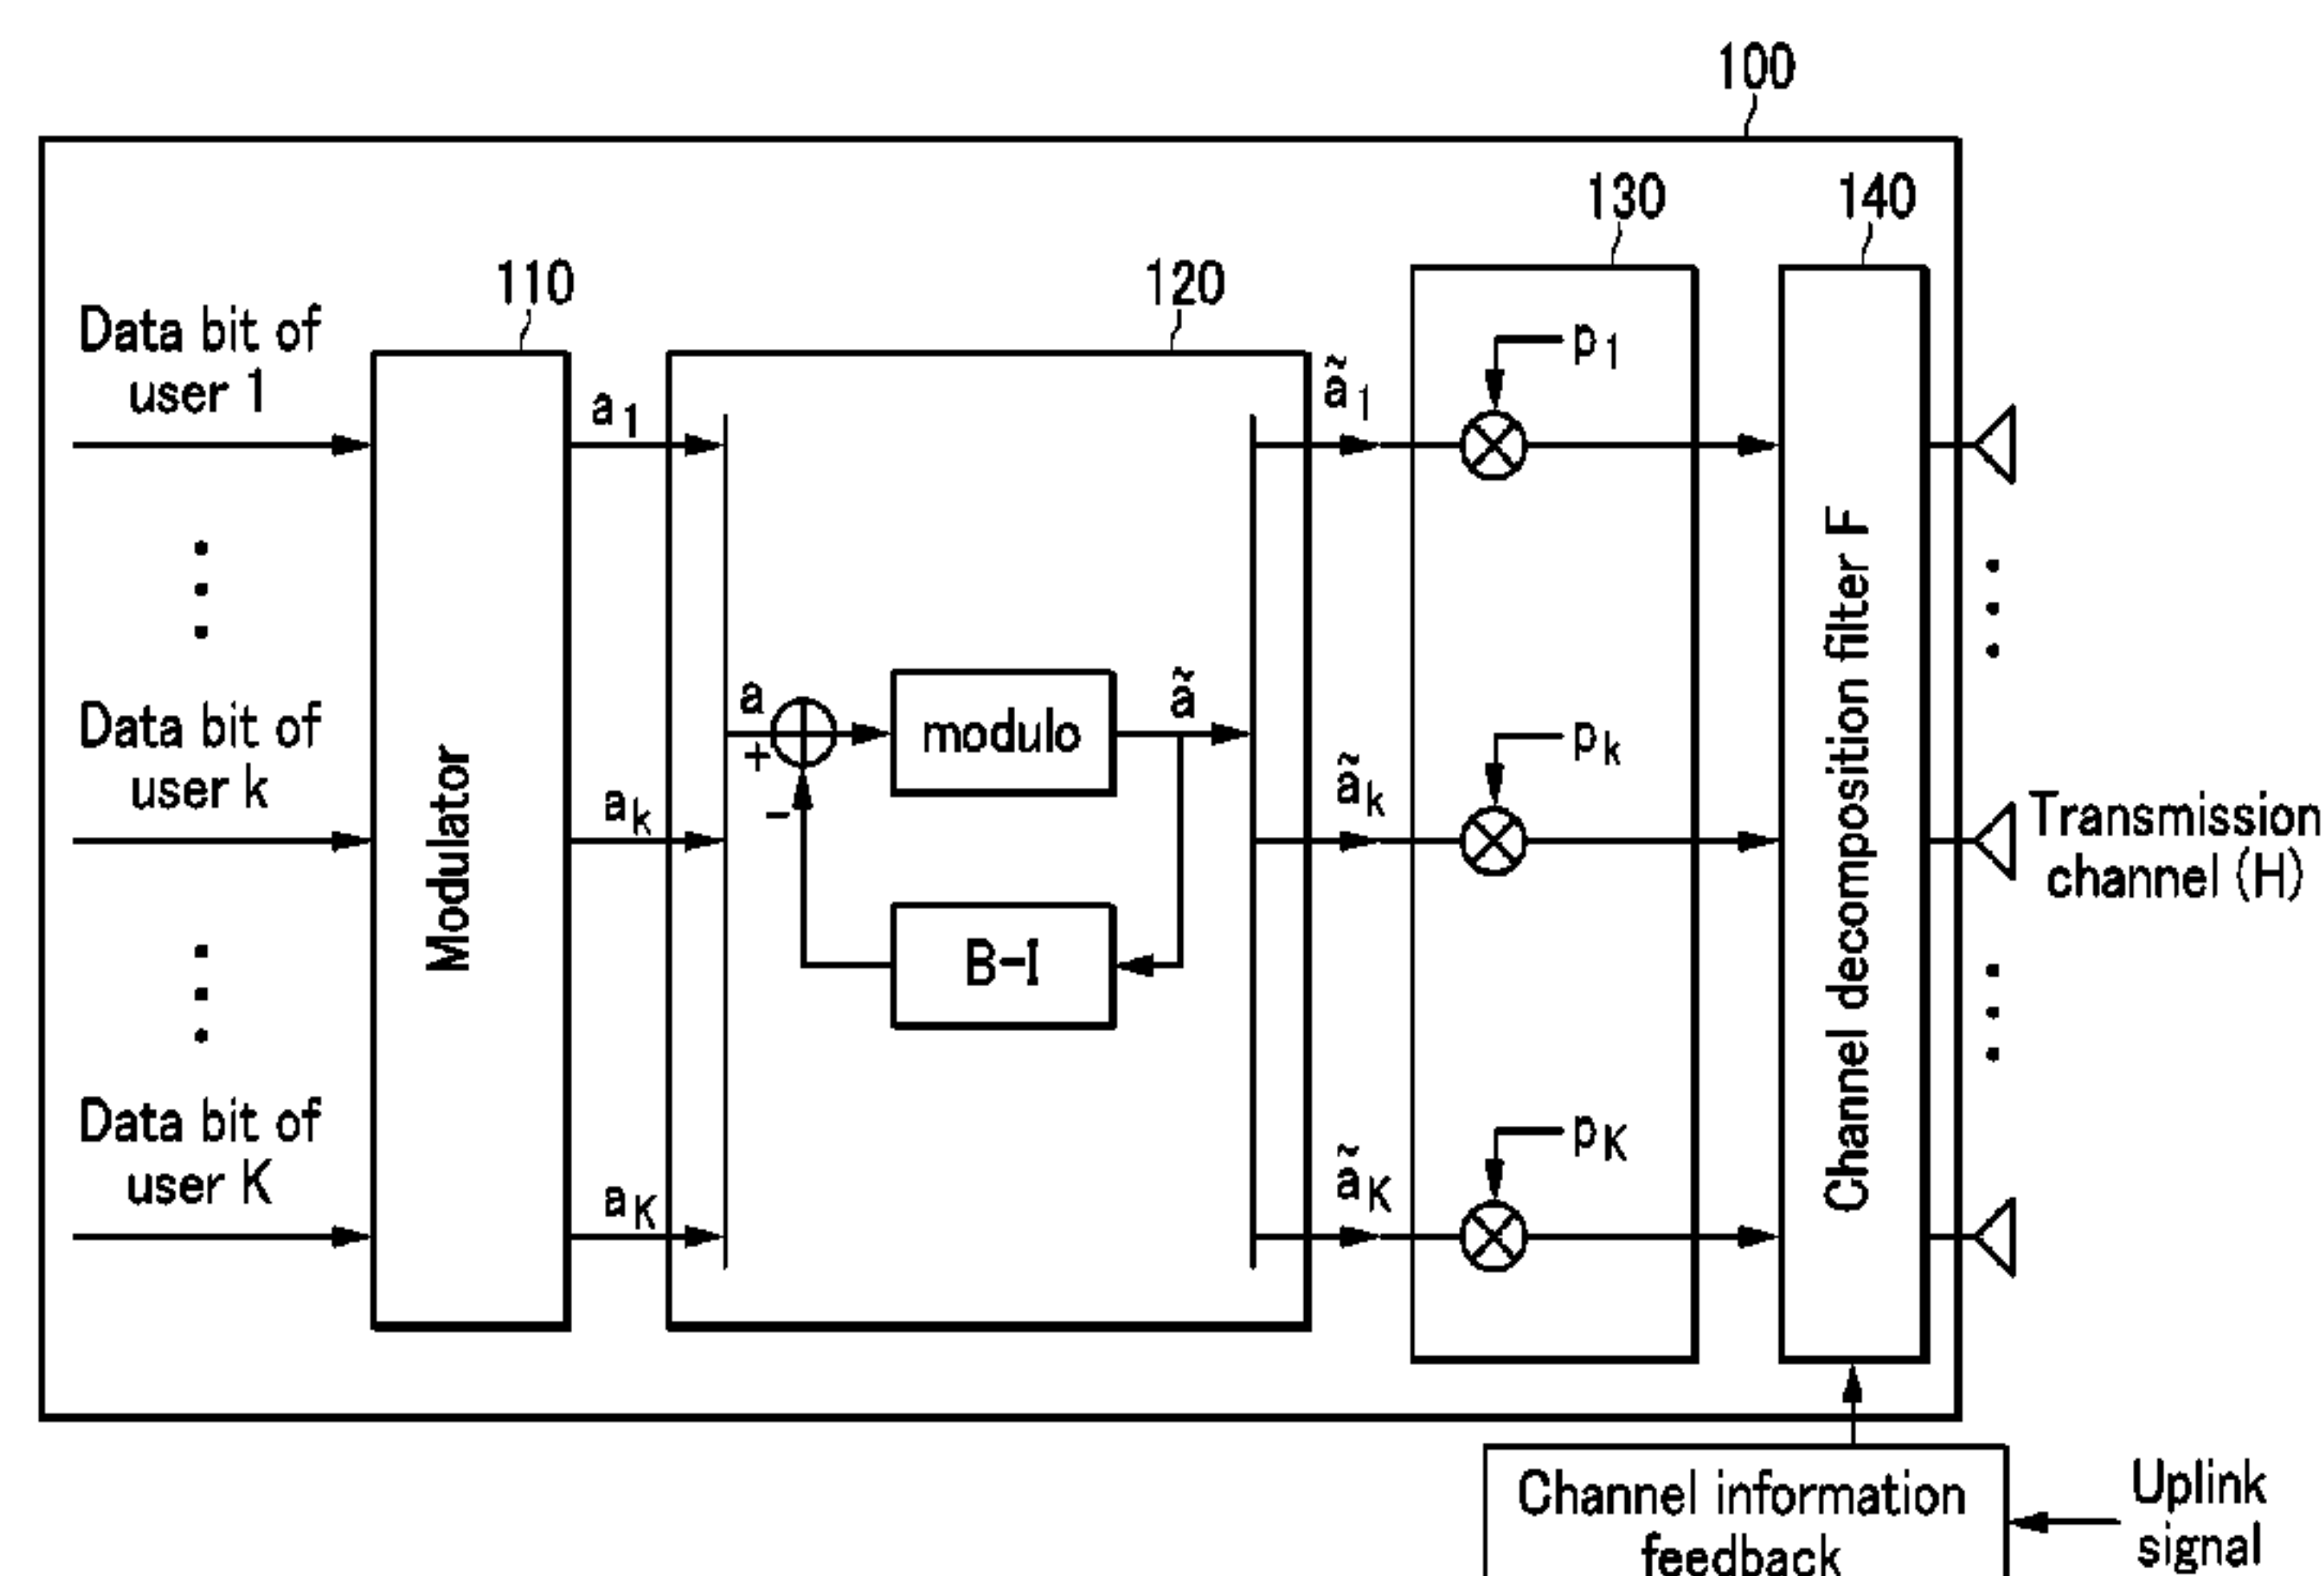 100
130
140
110
120
Data bit of
user 1
a1
ã1
p1
Data bit of
user k
ak
a
+
-
modulo
ã
B-I
ãk
pk
Data bit of
user K
aK
ãK
pK
Modulator
Channel decomposition filter F
Transmission
channel (H)
Channel information
feedback
Uplink
signal